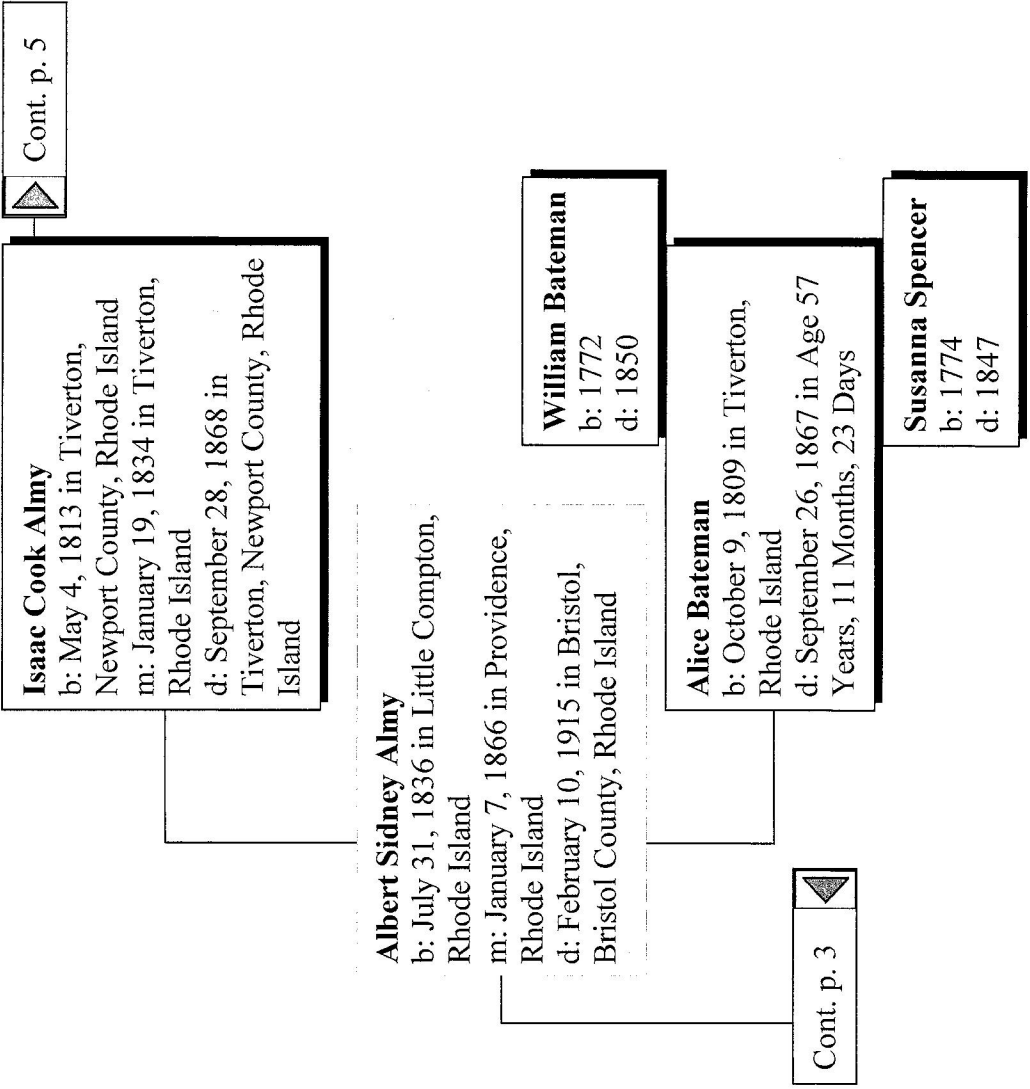 Cont. p. 5
Isaac Cook Almy
b: May 4, 1813 in Tiverton,
Newport County, Rhode Island
m: January 19, 1834 in Tiverton,
Rhode Island
d: September 28, 1868 in
Tiverton, Newport County, Rhode
Island
Albert Sidney Almy
b: July 31, 1836 in Little Compton,
Rhode Island
m: January 7, 1866 in Providence,
Rhode Island
d: February 10, 1915 in Bristol,
Bristol County, Rhode Island
William Bateman
b: 1772
d: 1850
Alice Bateman
b: October 9, 1809 in Tiverton,
Rhode Island
d: September 26, 1867 in Age 57
Years, 11 Months, 23 Days
Susanna Spencer
b: 1774
d: 1847
Cont. p. 3